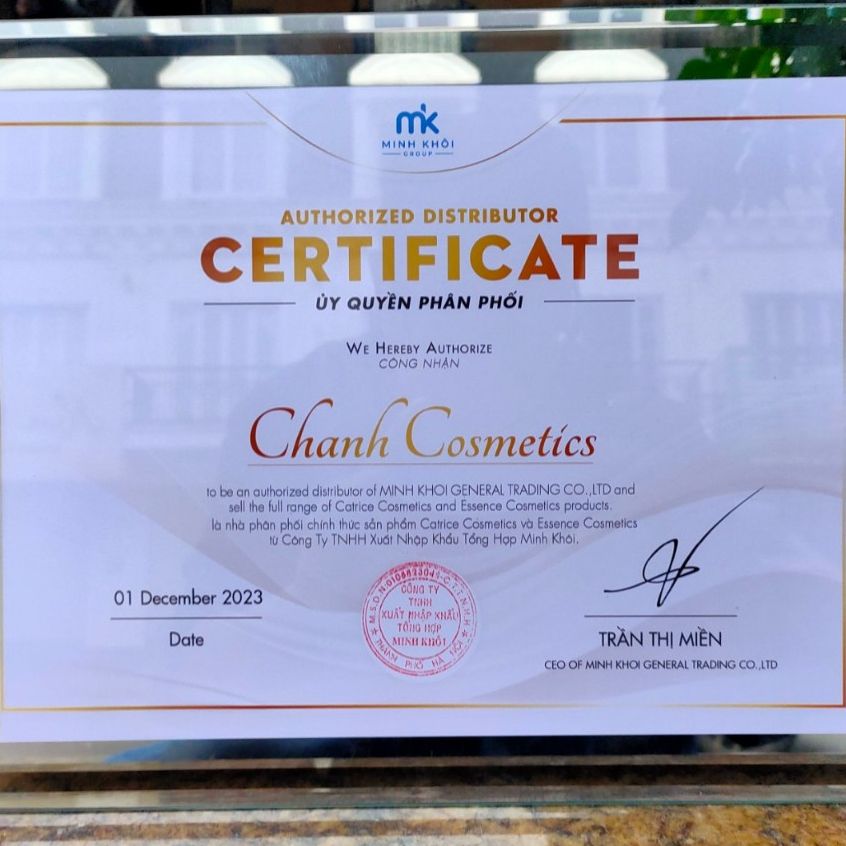 mk
MINH KHÔI
GROUP
AUTHORIZED DISTRIBUTOR
CERTIFICATE
ỦY QUYỀN PHÂN PHỐI
WE HEREBY AUTHORIZE
CÔNG NHẬN
Chanh Cosmetics
to be an authorized distributor of MINH KHOI GENERAL TRADING CO.,LTD and
sell the full range of Catrice Cosmetics and Essence Cosmetics products.
là nhà phân phối chính thức sản phẩm Catrice Cosmetics và Essence Cosmetics
từ Công Ty TNHH Xuất Nhập Khẩu Tổng Hợp Minh Khôi.
01 December 2023
Date
CÔNG TY
TNHH
XUẤT NHẬP KHẨU
TỔNG HỢP
MINH KHÔI
THÀNH PHỐ HÀ NỘI
TRẦN THỊ MIỀN
CEO OF MINH KHOI GENERAL TRADING CO.,LTD